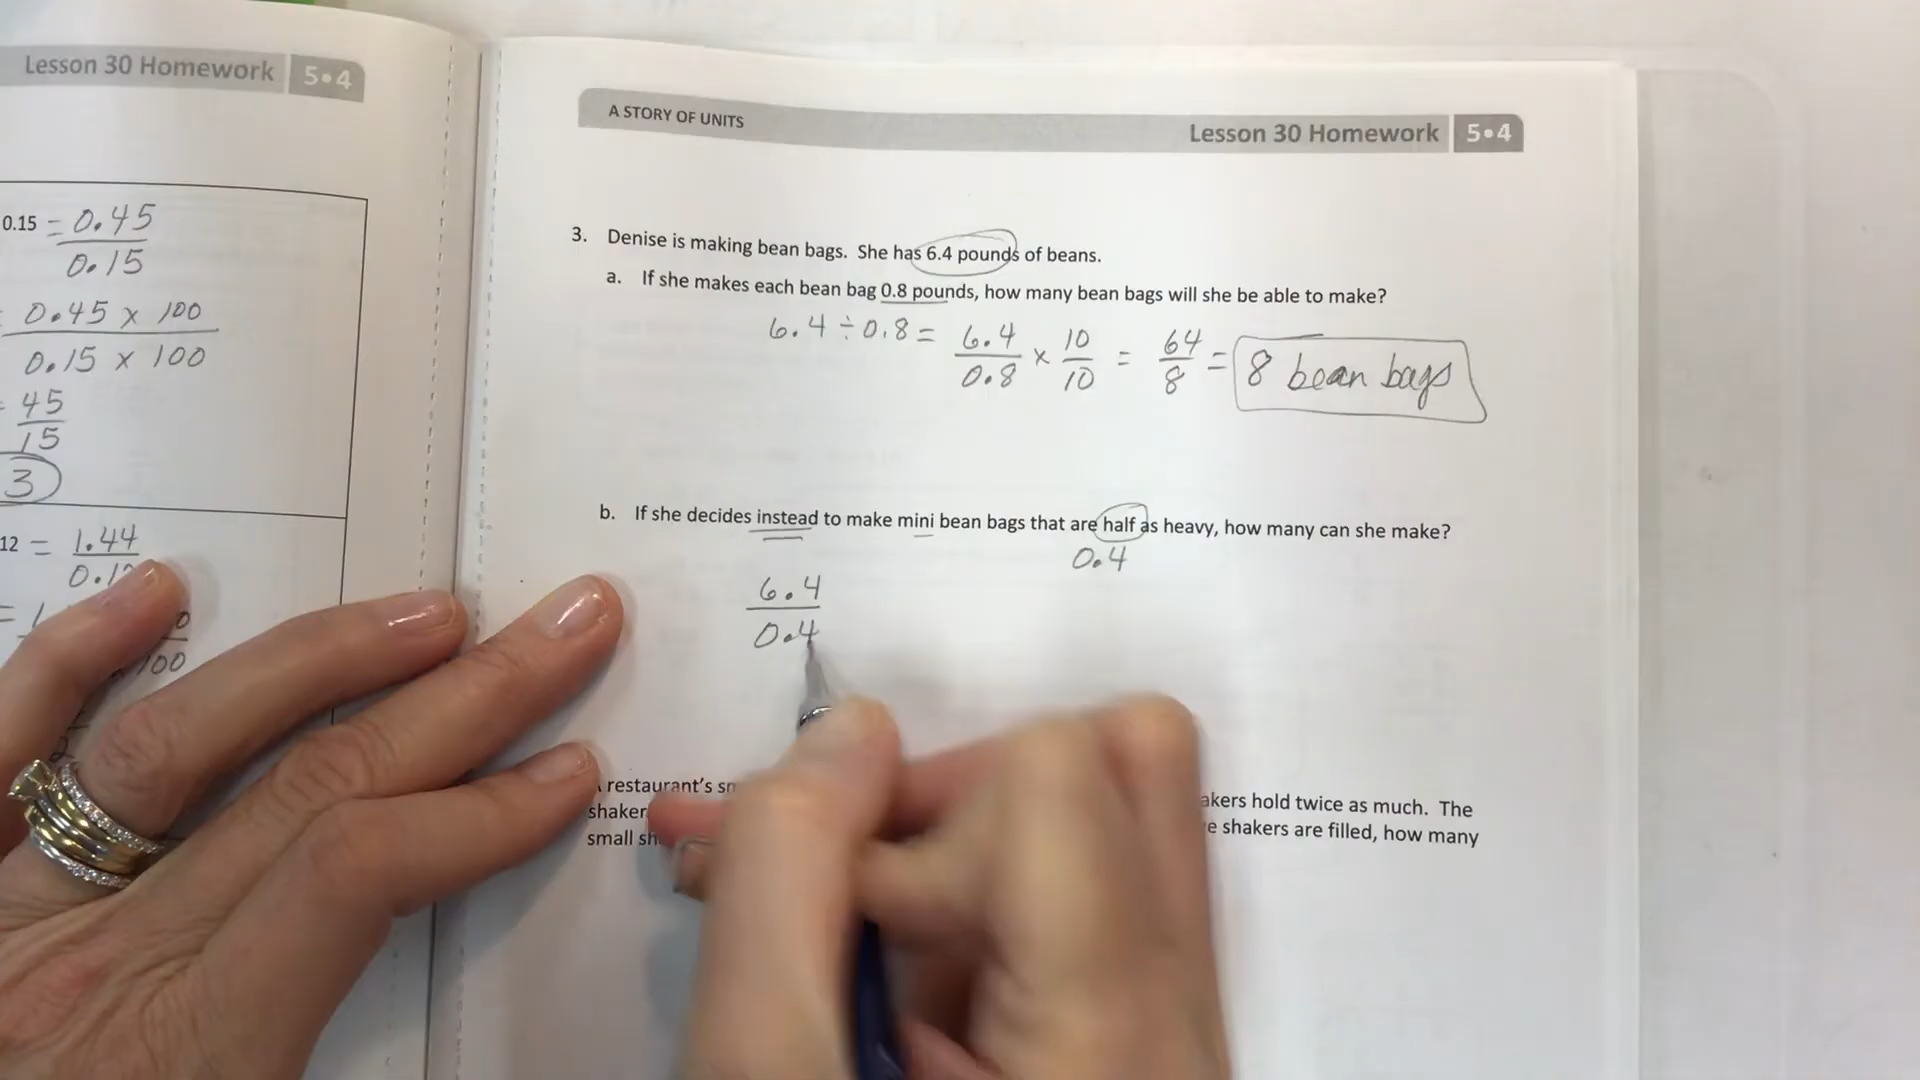 Lesson 30 Homework 5•4
0.15 = 0.45
0.15
0.45 x 100
0.15 x 100
45
15
3
12 = 1.44
100
A STORY OF UNITS
Lesson 30 Homework 5•4
3. Denise is making bean bags. She has 6.4 pounds of beans.
a. If she makes each bean bag 0.8 pounds, how many bean bags will she be able to make?
6.4 ÷ 0.8 = 6.4/0.8 x 10/10 = 64/8 = 8 bean bags
b. If she decides instead to make mini bean bags that are half as heavy, how many can she make?
0.4
6.4
0.4
restaurant's
hold twice as much. The
shakers are filled, how many
small